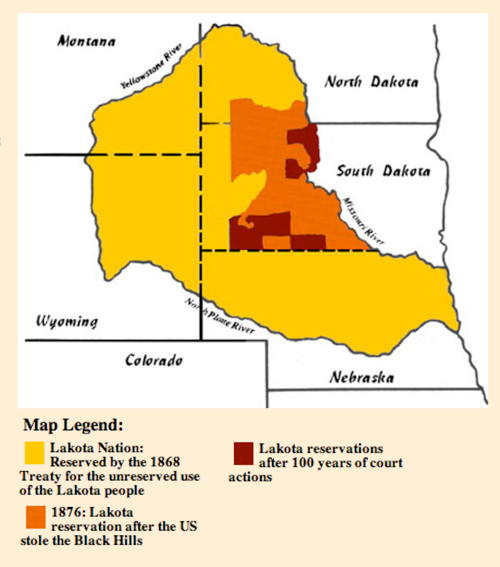 Montana
Yellowstone River
North Dakota
South Dakota
Missouri River
Wyoming
North Platte River
Colorado
Nebraska
Map Legend:
Lakota Nation:
Reserved by the 1868
Treaty for the unreserved use
of the Lakota people
1876: Lakota
reservation after the US
stole the Black Hills
Lakota reservations
after 100 years of court
actions